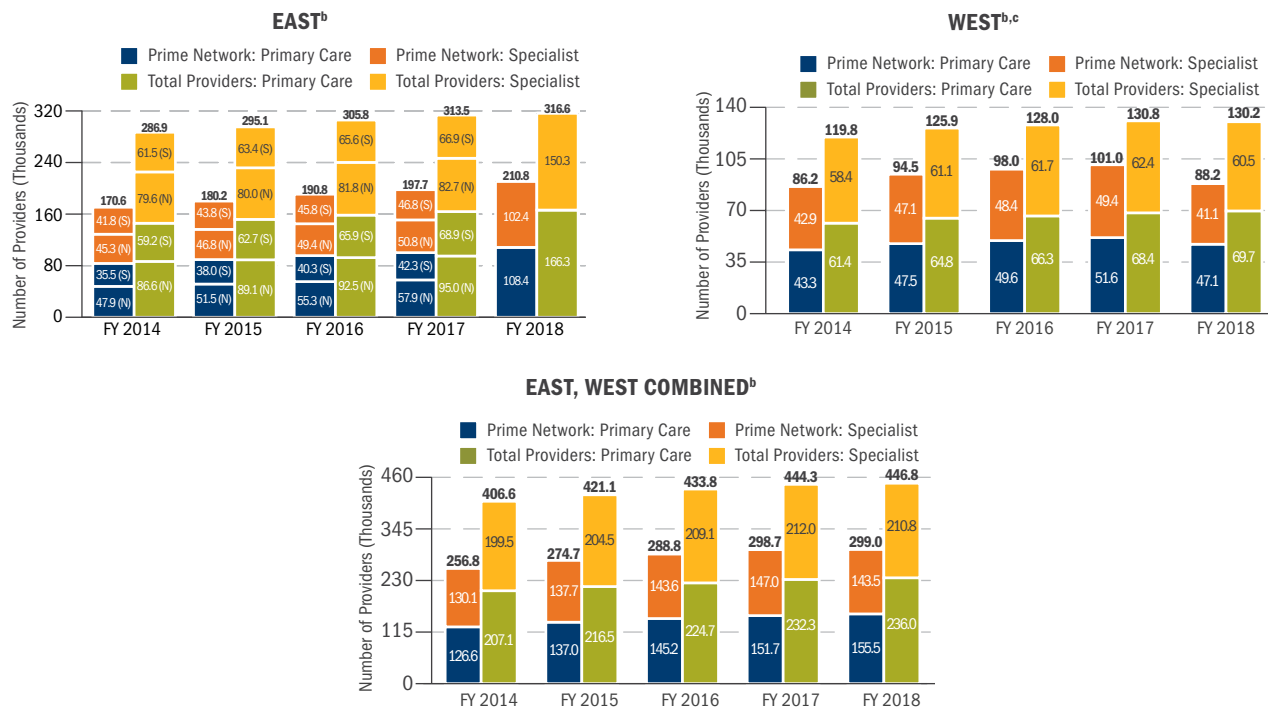 EASTᵇ
Prime Network: Primary Care
Prime Network: Specialist
Total Providers: Primary Care
Total Providers: Specialist
Number of Providers (Thousands)
320
240
160
80
0
170.6
41.8 (S)
45.3 (N)
35.5 (S)
47.9 (N)
286.9
61.5 (S)
79.6 (N)
59.2 (S)
86.6 (N)
180.2
43.8 (S)
46.8 (N)
38.0 (S)
51.5 (N)
295.1
63.4 (S)
80.0 (N)
62.7 (S)
89.1 (N)
190.8
45.8 (S)
49.4 (N)
40.3 (S)
55.3 (N)
305.8
65.6 (S)
81.8 (N)
65.9 (S)
92.5 (N)
197.7
46.8 (S)
50.8 (N)
42.3 (S)
57.9 (N)
313.5
66.9 (S)
82.7 (N)
68.9 (S)
95.0 (N)
210.8
102.4
108.4
316.6
150.3
166.3
FY 2014
FY 2015
FY 2016
FY 2017
FY 2018
WESTᵇ,ᶜ
Prime Network: Primary Care
Prime Network: Specialist
Total Providers: Primary Care
Total Providers: Specialist
Number of Providers (Thousands)
140
105
70
35
0
86.2
42.9
43.3
119.8
58.4
61.4
94.5
47.1
47.5
125.9
61.1
64.8
98.0
48.4
49.6
128.0
61.7
66.3
101.0
49.4
51.6
130.8
62.4
68.4
88.2
41.1
47.1
130.2
60.5
69.7
FY 2014
FY 2015
FY 2016
FY 2017
FY 2018
EAST, WEST COMBINEDᵇ
Prime Network: Primary Care
Prime Network: Specialist
Total Providers: Primary Care
Total Providers: Specialist
Number of Providers (Thousands)
460
345
230
115
0
256.8
130.1
126.6
406.6
199.5
207.1
274.7
137.7
137.0
421.1
204.5
216.5
288.8
143.6
145.2
433.8
209.1
224.7
298.7
147.0
151.7
444.3
212.0
232.3
299.0
143.5
155.5
446.8
210.8
236.0
FY 2014
FY 2015
FY 2016
FY 2017
FY 2018